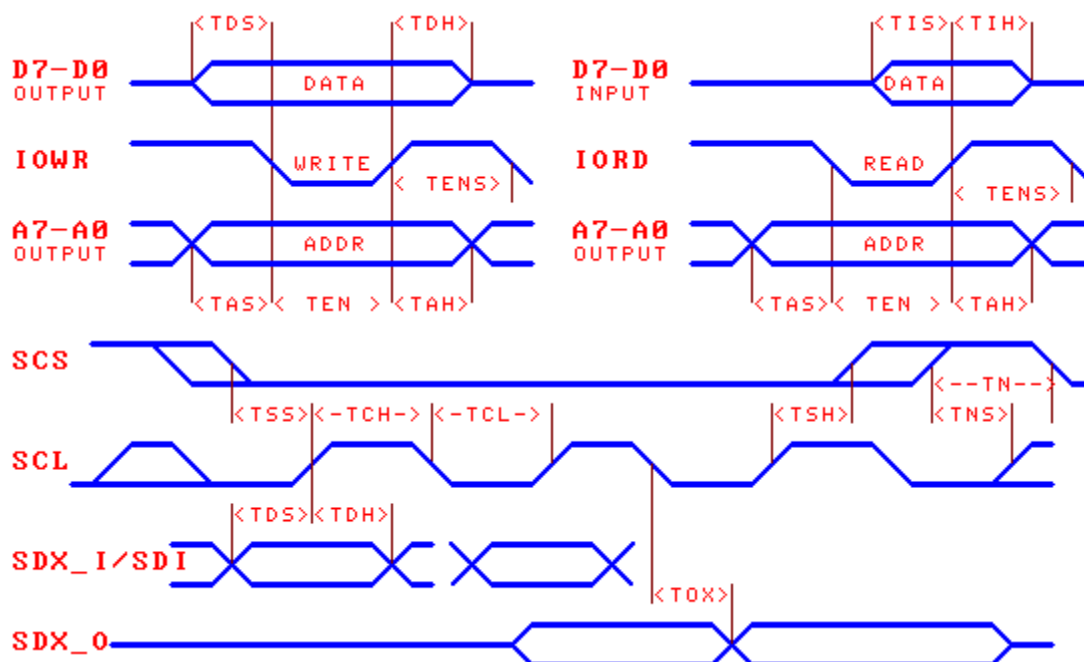 <TDS> <TDH> <TIS> <TIH>
D7-D0 DATA D7-D0 DATA
OUTPUT INPUT
IOWR WRITE IORD READ
< TENS > < TENS >
A7-A0 ADDR A7-A0 ADDR
OUTPUT OUTPUT
<TAS> < TEN > <TAH> <TAS> < TEN > <TAH>
SCS
<--TN-->
<TSS> <-TCH-> <-TCL-> <TSH> <TNS>
SCL
<TDS> <TDH>
SDX_I/SDI
<TOX>
SDX_O